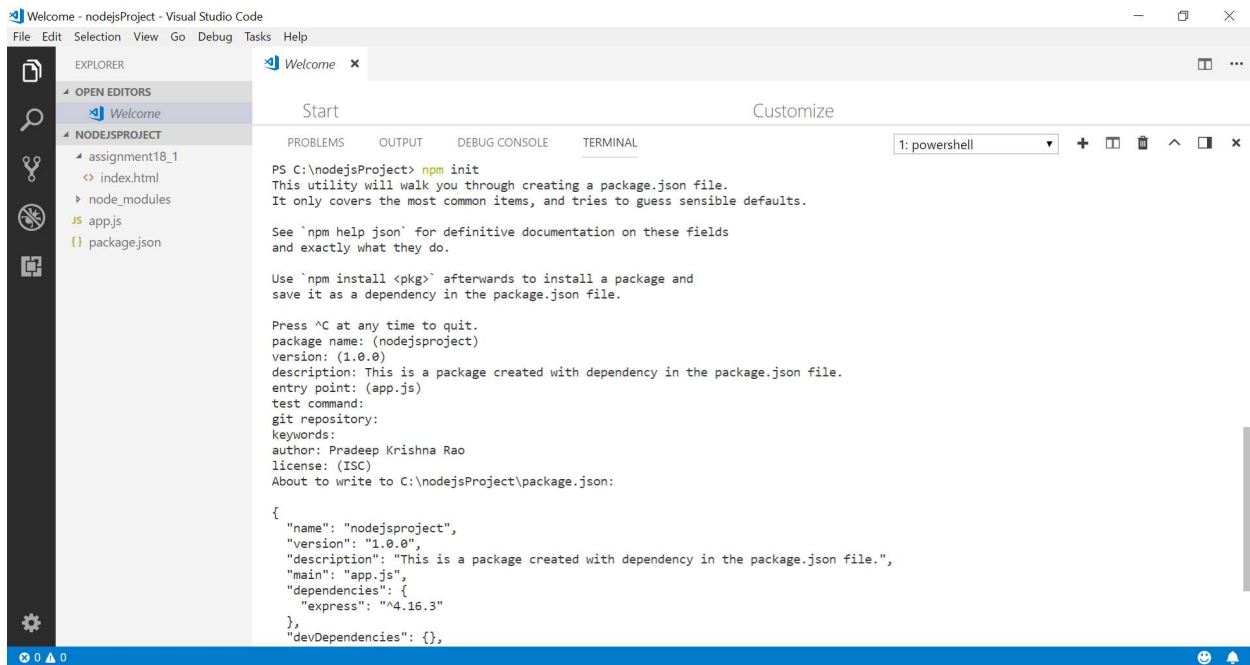 Welcome - nodejsProject - Visual Studio Code
File Edit Selection View Go Debug Tasks Help
EXPLORER
OPEN EDITORS
Welcome
NODEJSPROJECT
assignment18_1
index.html
node_modules
JS app.js
{} package.json
Welcome
Start Customize
PROBLEMS OUTPUT DEBUG CONSOLE TERMINAL 1: powershell
PS C:\nodejsProject> npm init
This utility will walk you through creating a package.json file.
It only covers the most common items, and tries to guess sensible defaults.
See `npm help json` for definitive documentation on these fields
and exactly what they do.
Use `npm install <pkg>` afterwards to install a package and
save it as a dependency in the package.json file.
Press ^C at any time to quit.
package name: (nodejsproject)
version: (1.0.0)
description: This is a package created with dependency in the package.json file.
entry point: (app.js)
test command:
git repository:
keywords:
author: Pradeep Krishna Rao
license: (ISC)
About to write to C:\nodejsProject\package.json:
{
  "name": "nodejsproject",
  "version": "1.0.0",
  "description": "This is a package created with dependency in the package.json file.",
  "main": "app.js",
  "dependencies": {
    "express": "^4.16.3"
  },
  "devDependencies": {},
0 0